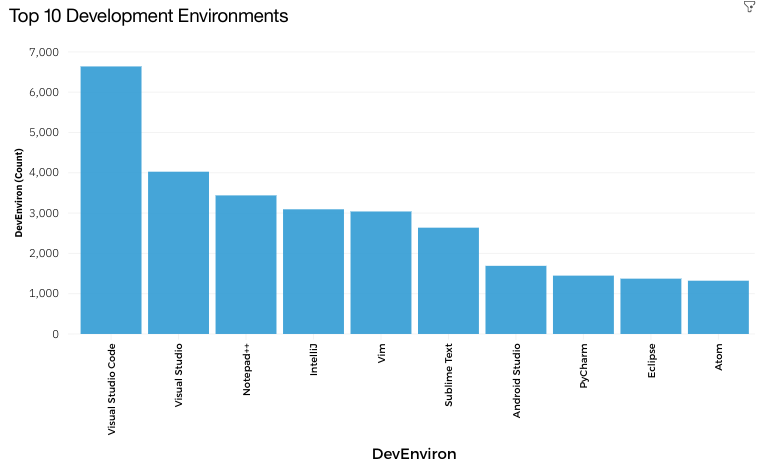 Top 10 Development Environments
DevEnviron (Count)
7,000
6,000
5,000
4,000
3,000
2,000
1,000
0
Visual Studio Code
Visual Studio
Notepad++
IntelliJ
Vim
Sublime Text
Android Studio
PyCharm
Eclipse
Atom
DevEnviron